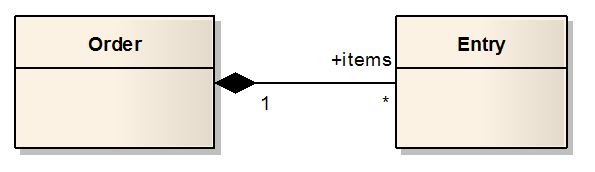 Order
Entry
+items
1
*